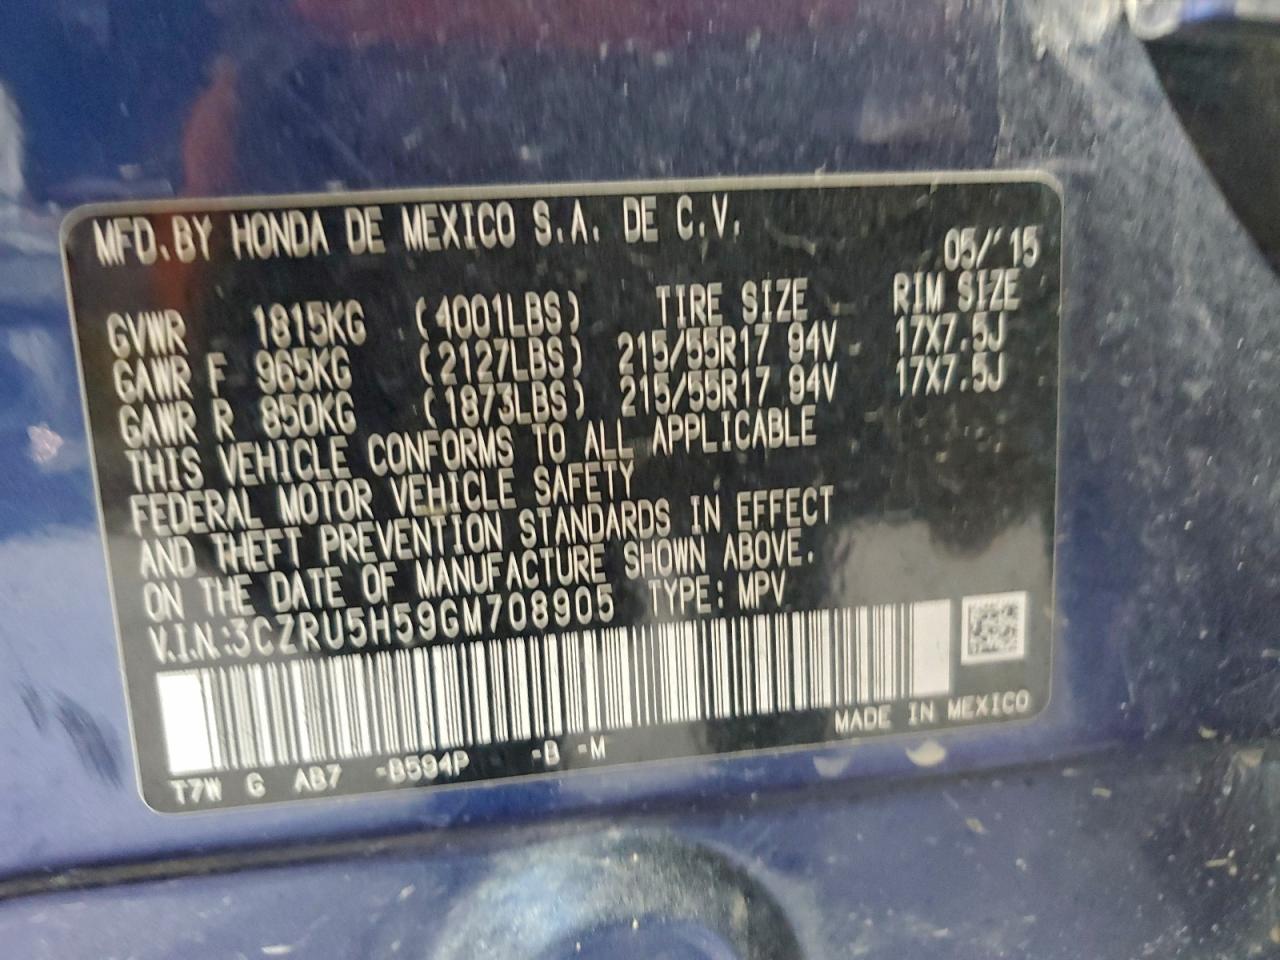 MFD.BY HONDA DE MEXICO S.A. DE C.V.
05/'15
GVWR 1815KG (4001LBS) TIRE SIZE RIM SIZE
GAWR F 965KG (2127LBS) 215/55R17 94V 17X7.5J
GAWR R 850KG (1873LBS) 215/55R17 94V 17X7.5J
THIS VEHICLE CONFORMS TO ALL APPLICABLE
FEDERAL MOTOR VEHICLE SAFETY
AND THEFT PREVENTION STANDARDS IN EFFECT
ON THE DATE OF MANUFACTURE SHOWN ABOVE.
V.I.N:3CZRU5H59GM708905 TYPE: MPV
MADE IN MEXICO
T7W G AB7 -B594P -B -M